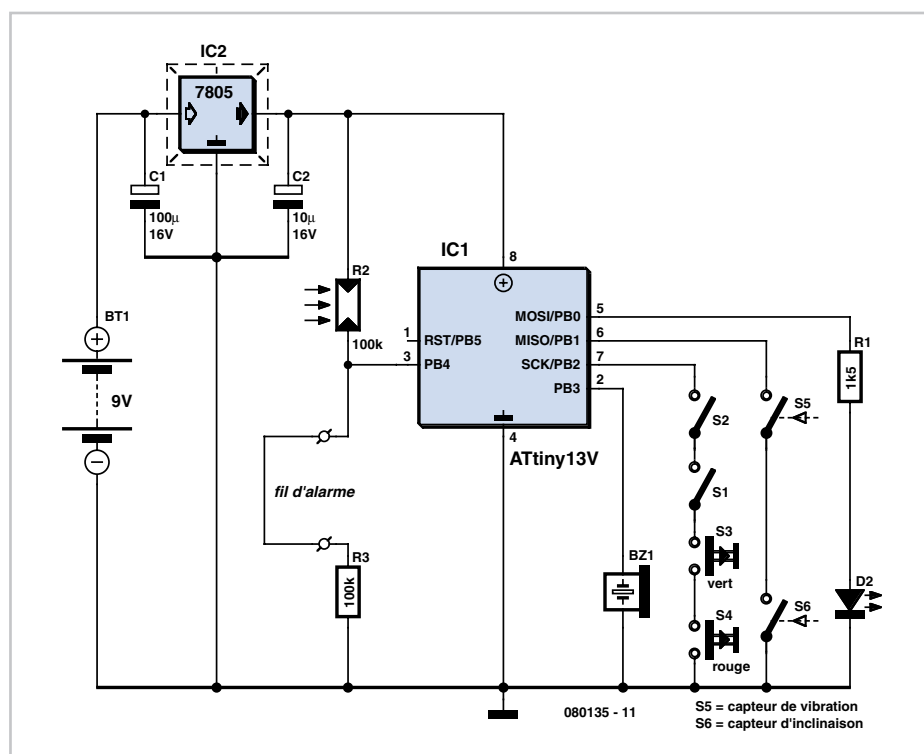 IC2
7805
C1
100µ
16V
C2
10µ
16V
BT1
9V
R2
100k
fil d'alarme
R3
100k
IC1
8
1
RST/PB5
3
PB4
MOSI/PB0
5
MISO/PB1
6
SCK/PB2
7
PB3
2
4
ATtiny13V
R1
1k5
S2
S5
S1
S3
vert
BZ1
S4
rouge
S6
D2
080135 - 11
S5 = capteur de vibration
S6 = capteur d'inclinaison